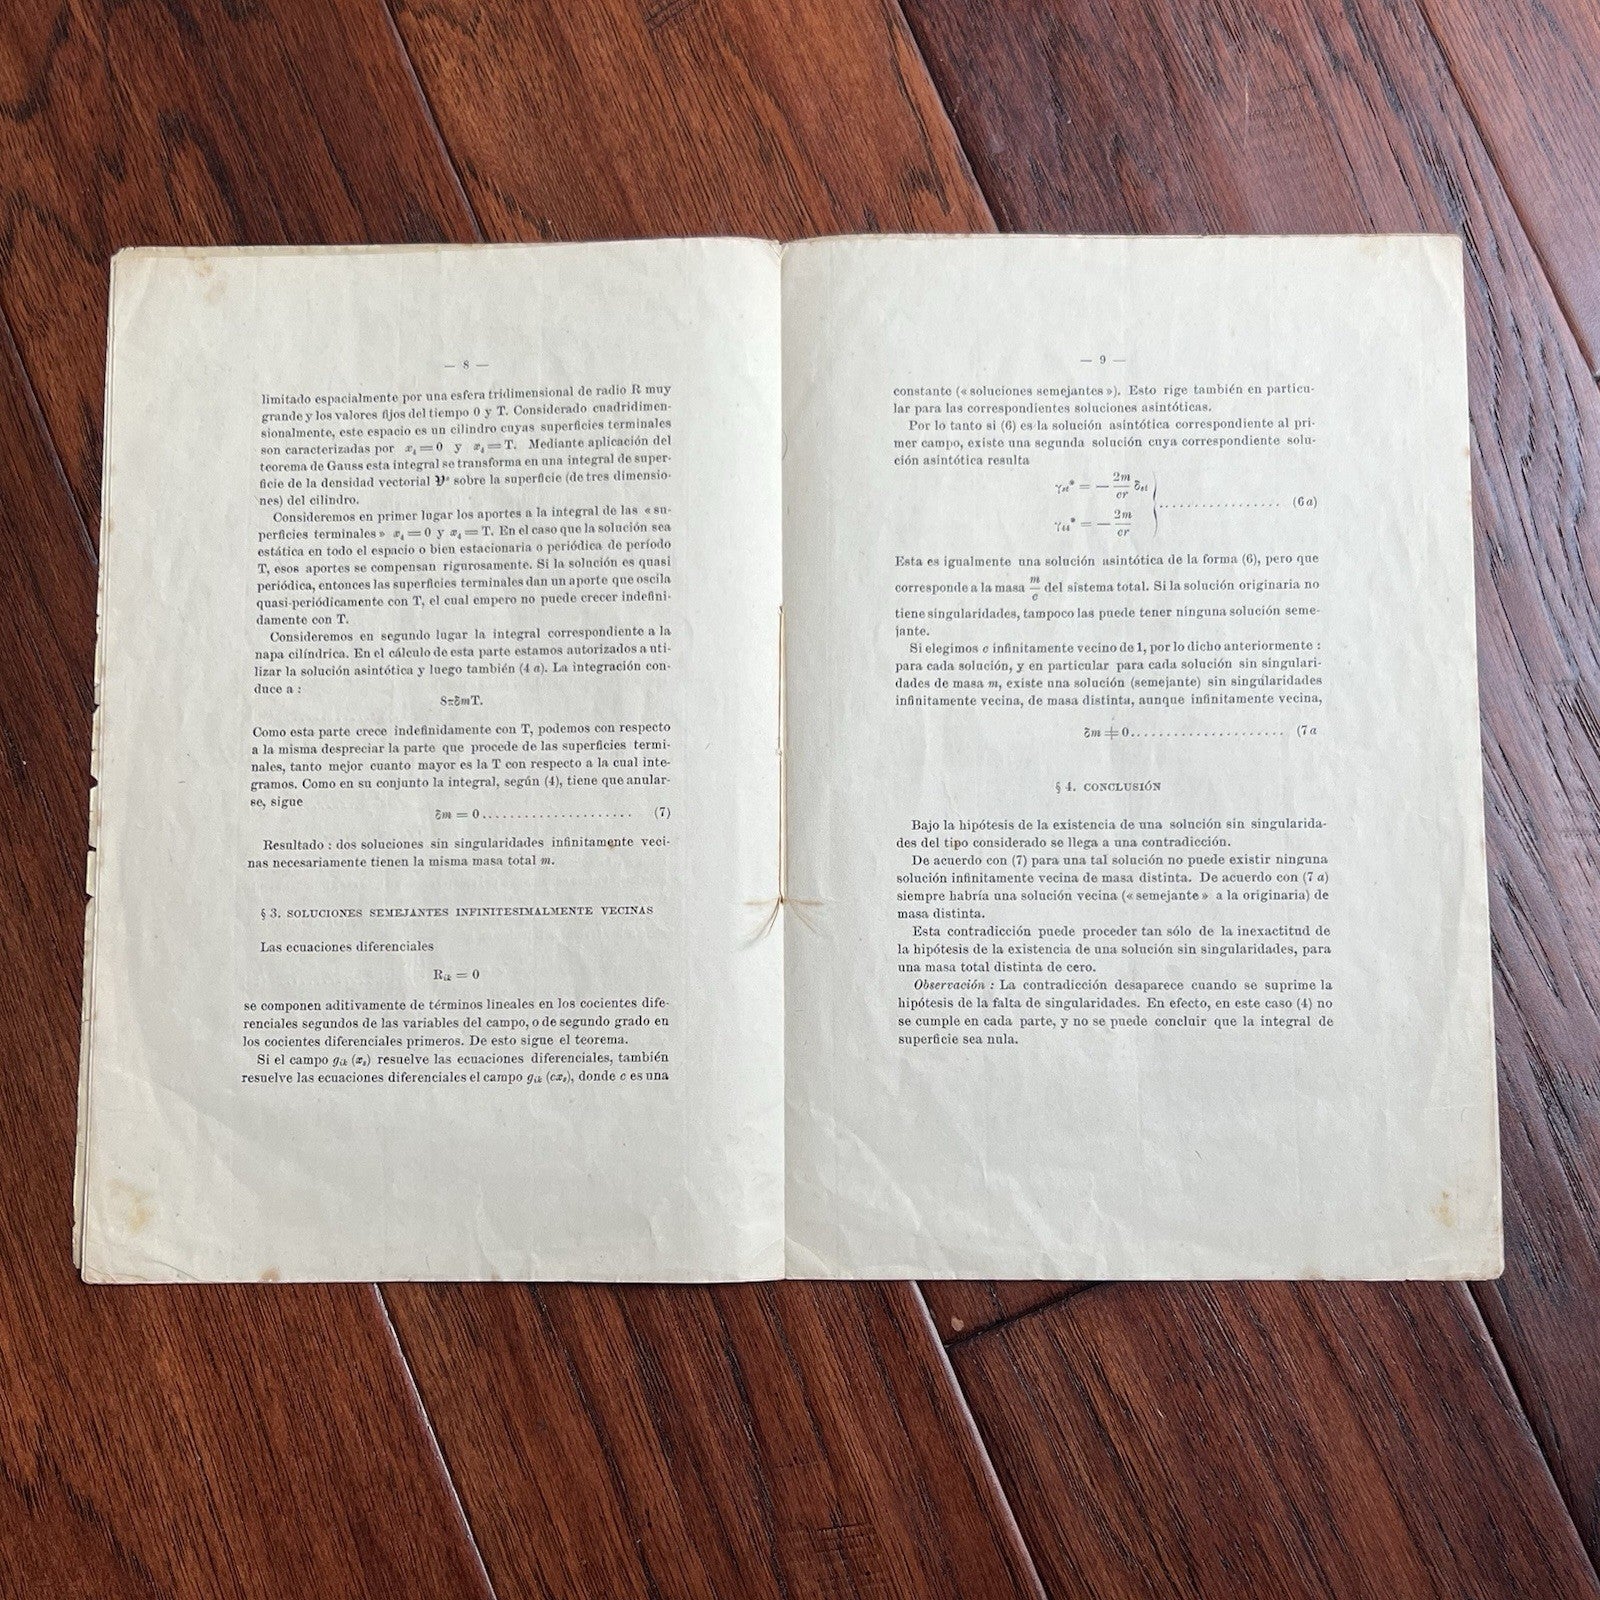 — 8 —
limitado espacialmente por una esfera tridimensional de radio R muy
grande y los valores fijos del tiempo 0 y T. Considerado cuadridimen-
sionalmente, este espacio es un cilindro cuyas superficies terminales
son caracterizadas por x₄ = 0 y x₄ = T. Mediante aplicación del
teorema de Gauss esta integral se transforma en una integral de super-
ficie de la densidad vectorial sobre la superficie (de tres dimensio-
nes) del cilindro.
Consideremos en primer lugar los aportes a la integral de las « su-
perficies terminales » x₄ = 0 y x₄ = T. En el caso que la solución sea
estática en todo el espacio o bien estacionaria o periódica de período
T, esos aportes se compensan rigurosamente. Si la solución es quasi
periódica, entonces las superficies terminales dan un aporte que oscila
quasi-periódicamente con T, el cual empero no puede crecer indefini-
damente con T.
Consideremos en segundo lugar la integral correspondiente a la
napa cilíndrica. En el cálculo de esta parte estamos autorizados a uti-
lizar la solución asintótica y luego también (4 a). La integración con-
duce a :
8πδmT.
Como esta parte crece indefinidamente con T, podemos con respecto
a la misma despreciar la parte que procede de las superficies termi-
nales, tanto mejor cuanto mayor es la T con respecto a la cual inte-
gramos. Como en su conjunto la integral, según (4), tiene que anular-
se, sigue
δm = 0..................... (7)
Resultado : dos soluciones sin singularidades infinitamente veci-
nas necesariamente tienen la misma masa total m.
§ 3. SOLUCIONES SEMEJANTES INFINITESIMALMENTE VECINAS
Las ecuaciones diferenciales
Rᵢₖ = 0
se componen aditivamente de términos lineales en los cocientes dife-
renciales segundos de las variables del campo, o de segundo grado en
los cocientes diferenciales primeros. De esto sigue el teorema.
Si el campo gᵢₖ (xₛ) resuelve las ecuaciones diferenciales, también
resuelve las ecuaciones diferenciales el campo gᵢₖ (cxₛ), donde c es una
— 9 —
constante (« soluciones semejantes »). Esto rige también en particu-
lar para las correspondientes soluciones asintóticas.
Por lo tanto si (6) es la solución asintótica correspondiente al pri-
mer campo, existe una segunda solución cuya correspondiente solu-
ción asintótica resulta
γₛₜ* = − 2m/cr δₛₜ
................. (6 a)
γ₄₄* = − 2m/cr
Esta es igualmente una solución asintótica de la forma (6), pero que
corresponde a la masa m/c del sistema total. Si la solución originaria no
tiene singularidades, tampoco las puede tener ninguna solución seme-
jante.
Si elegimos c infinitamente vecino de 1, por lo dicho anteriormente :
para cada solución, y en particular para cada solución sin singulari-
dades de masa m, existe una solución (semejante) sin singularidades
infinitamente vecina, de masa distinta, aunque infinitamente vecina,
δm ≠ 0..................... (7 a
§ 4. CONCLUSIÓN
Bajo la hipótesis de la existencia de una solución sin singularida-
des del tipo considerado se llega a una contradicción.
De acuerdo con (7) para una tal solución no puede existir ninguna
solución infinitamente vecina de masa distinta. De acuerdo con (7 a)
siempre habría una solución vecina (« semejante » a la originaria) de
masa distinta.
Esta contradicción puede proceder tan sólo de la inexactitud de
la hipótesis de la existencia de una solución sin singularidades, para
una masa total distinta de cero.
Observación : La contradicción desaparece cuando se suprime la
hipótesis de la falta de singularidades. En efecto, en este caso (4) no
se cumple en cada parte, y no se puede concluir que la integral de
superficie sea nula.